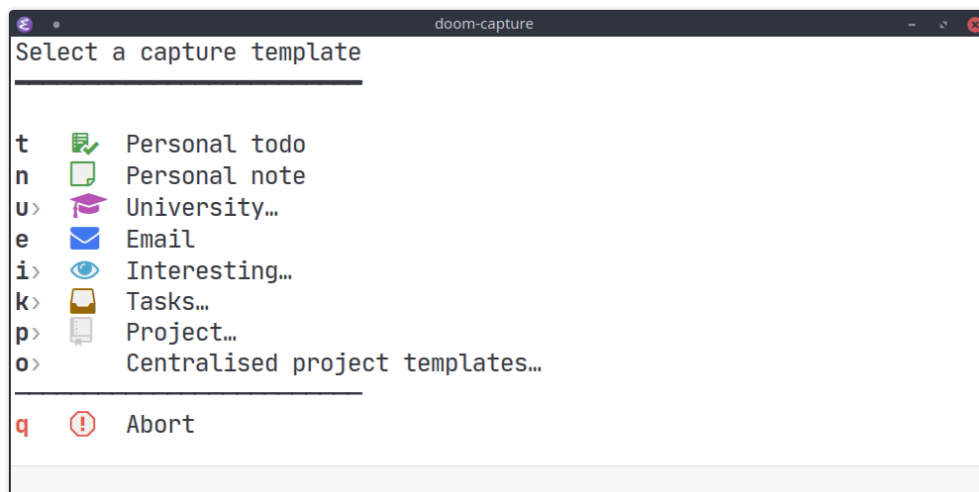 doom-capture
Select a capture template
t Personal todo
n Personal note
u› University…
e Email
i› Interesting…
k› Tasks…
p› Project…
o› Centralised project templates…
q Abort